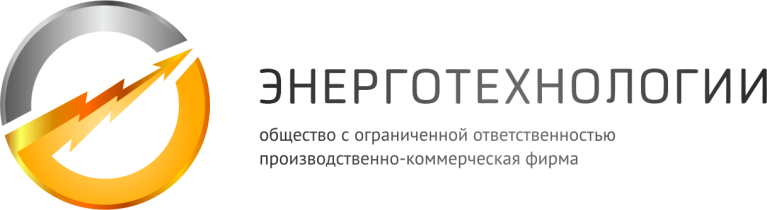 ЭНЕРГОТЕХНОЛОГИИ
общество с ограниченной ответственностью
производственно-коммерческая фирма